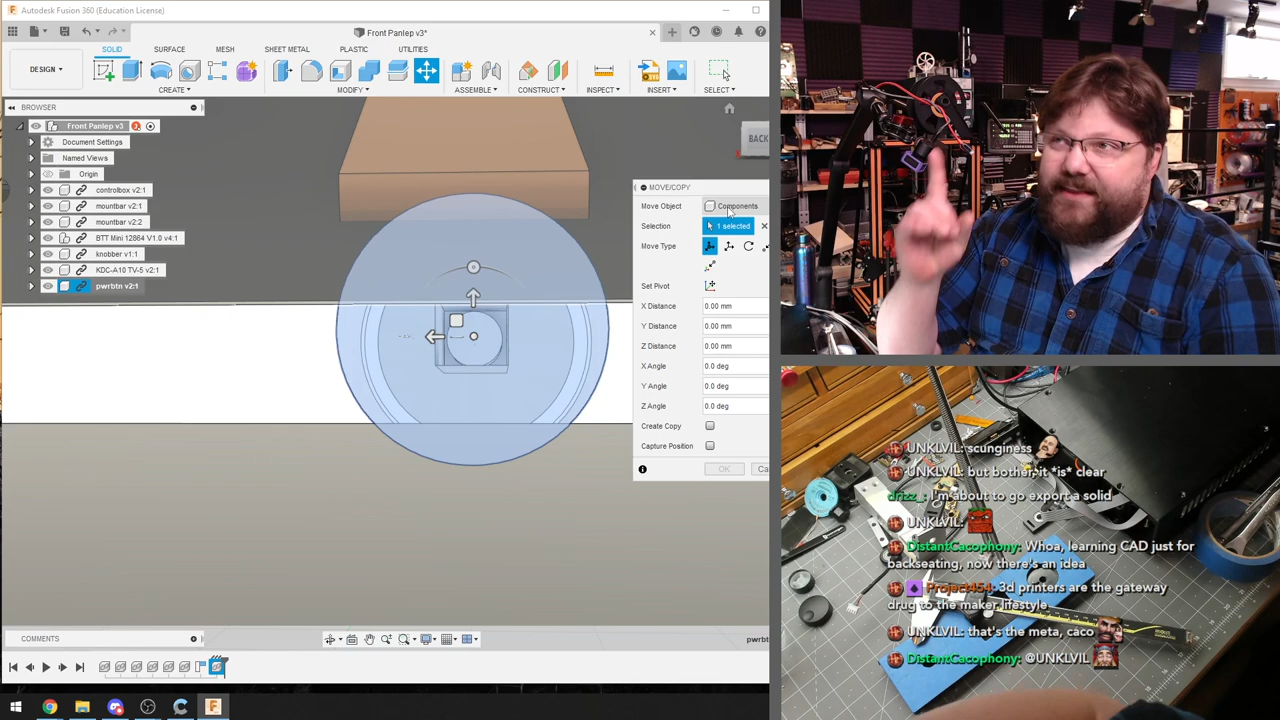 Autodesk Fusion 360 (Education License)
Front Panlep v3*
SOLID SURFACE MESH SHEET METAL PLASTIC UTILITIES
DESIGN
CREATE MODIFY ASSEMBLE CONSTRUCT INSPECT INSERT SELECT
BROWSER
Front Panlep v3
Document Settings
Named Views
Origin
controlbox v2:1
mountbar v2:1
mountbar v2:2
BTT Mini 12864 V1.0 v4:1
knobber v1:1
KDC-A10 TV-5 v2:1
pwrbtn v2:1
BACK
MOVE/COPY
Move Object Components
Selection 1 selected
Move Type
Set Pivot
X Distance 0.00 mm
Y Distance 0.00 mm
Z Distance 0.00 mm
X Angle 0.0 deg
Y Angle 0.0 deg
Z Angle 0.0 deg
Create Copy
Capture Position
OK Ca
COMMENTS
pwrbt
UNKLVIL: scunginess
UNKLVIL: but bother, it *is* clear
drizz_: I'm about to go export a solid
UNKLVIL:
DistantCacophony: Whoa, learning CAD just for
backseating, now there's an idea
Project454: 3d printers are the gateway
drug to the maker lifestyle
UNKLVIL: that's the meta, caco
DistantCacophony: @UNKLVIL